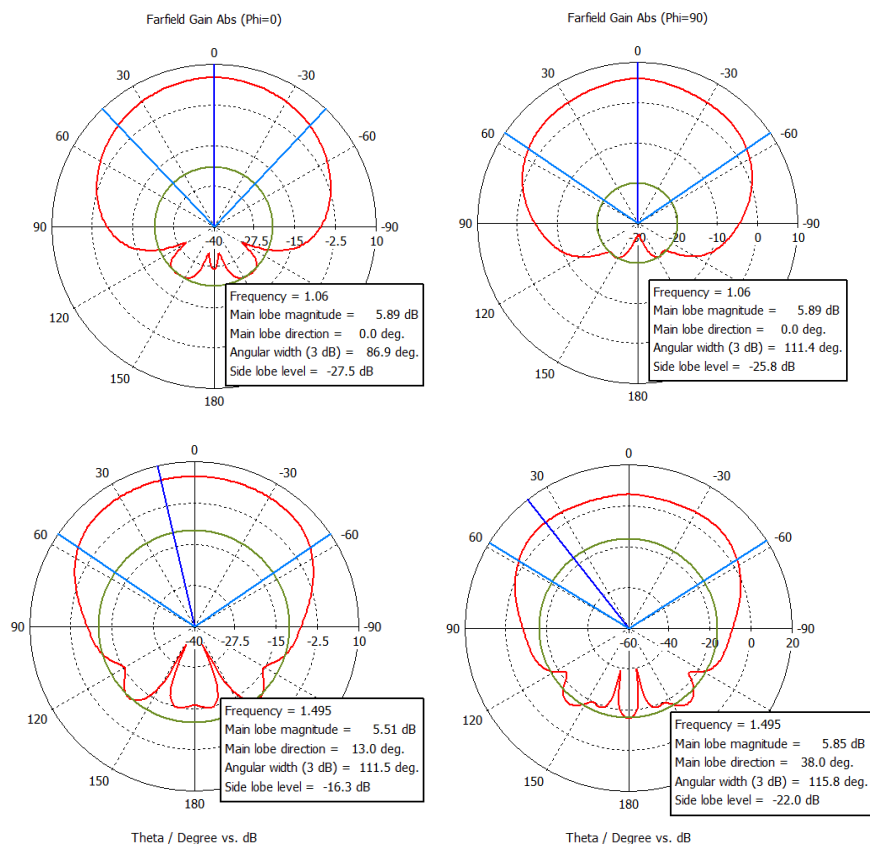 Farfield Gain Abs (Phi=0)
0
30
-30
60
-60
90
-40
-27.5
-15
-2.5
-90
10
120
150
180
Frequency = 1.06
Main lobe magnitude = 5.89 dB
Main lobe direction = 0.0 deg.
Angular width (3 dB) = 86.9 deg.
Side lobe level = -27.5 dB
Farfield Gain Abs (Phi=90)
0
30
-30
60
-60
90
-30
-20
-10
0
-90
10
120
150
180
Frequency = 1.06
Main lobe magnitude = 5.89 dB
Main lobe direction = 0.0 deg.
Angular width (3 dB) = 111.4 deg.
Side lobe level = -25.8 dB
0
30
-30
60
-60
90
-40
-27.5
-15
-2.5
-90
10
120
150
180
Frequency = 1.495
Main lobe magnitude = 5.51 dB
Main lobe direction = 13.0 deg.
Angular width (3 dB) = 111.5 deg.
Side lobe level = -16.3 dB
Theta / Degree vs. dB
0
30
-30
60
-60
90
-60
-40
-20
0
-90
20
120
150
180
Frequency = 1.495
Main lobe magnitude = 5.85 dB
Main lobe direction = 38.0 deg.
Angular width (3 dB) = 115.8 deg.
Side lobe level = -22.0 dB
Theta / Degree vs. dB